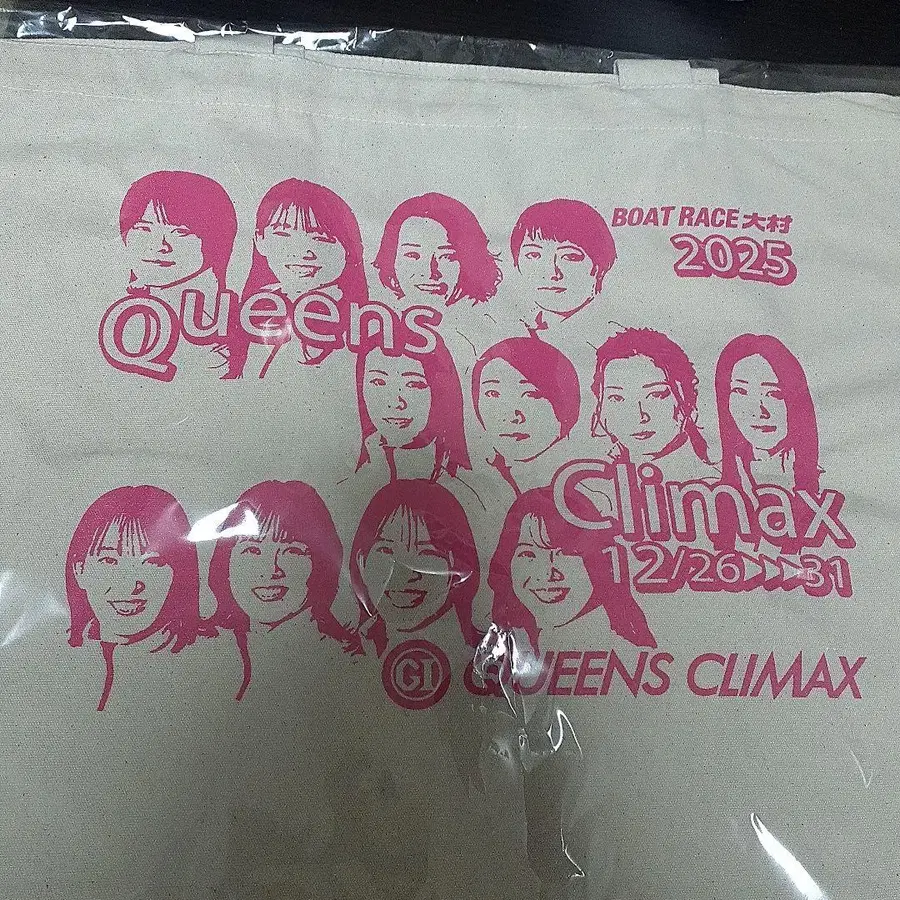 BOAT RACE 大村
2025
Queens
Climax
12/26>>>31
GI QUEENS CLIMAX